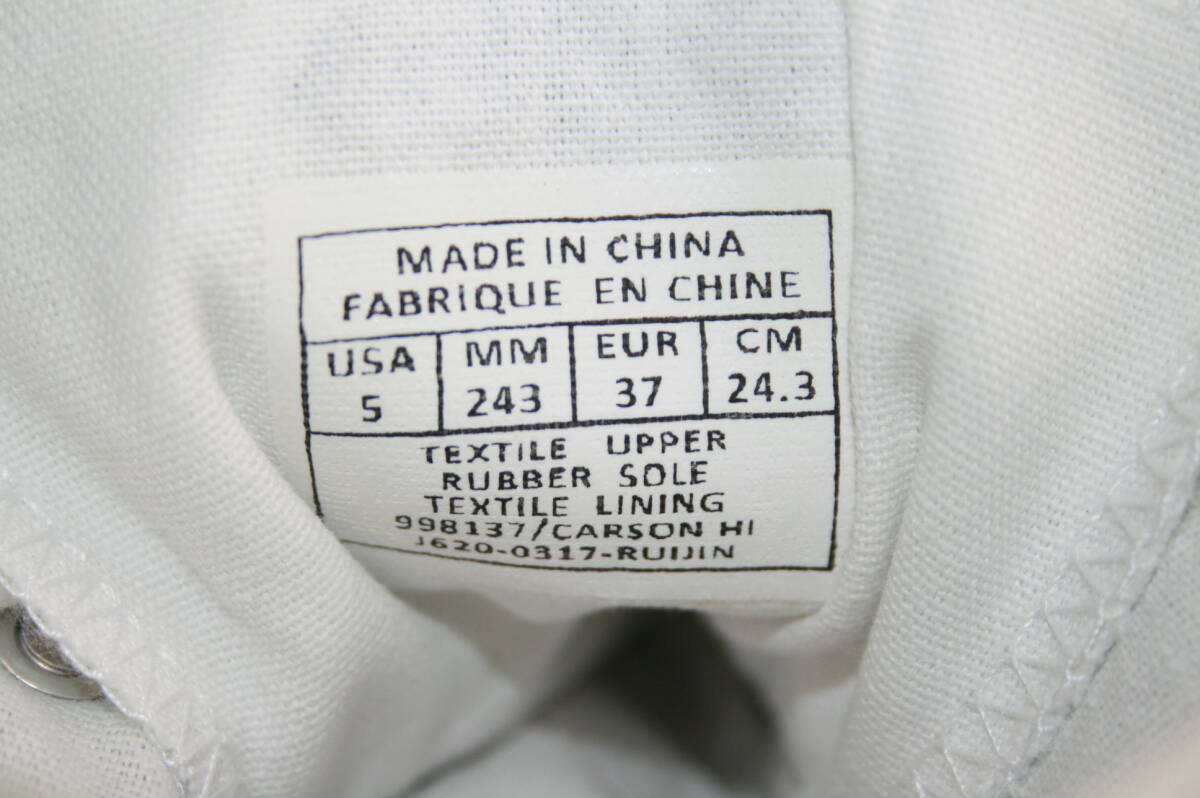 MADE IN CHINA
FABRIQUE EN CHINE
USA MM EUR CM
5 243 37 24.3
TEXTILE UPPER
RUBBER SOLE
TEXTILE LINING
998137/CARSON HI
J620-0317-RUIJIN